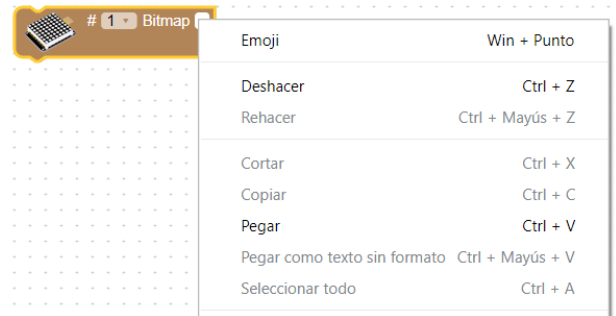 # 1 Bitmap
Emoji Win + Punto
Deshacer Ctrl + Z
Rehacer Ctrl + Mayús + Z
Cortar Ctrl + X
Copiar Ctrl + C
Pegar Ctrl + V
Pegar como texto sin formato Ctrl + Mayús + V
Seleccionar todo Ctrl + A